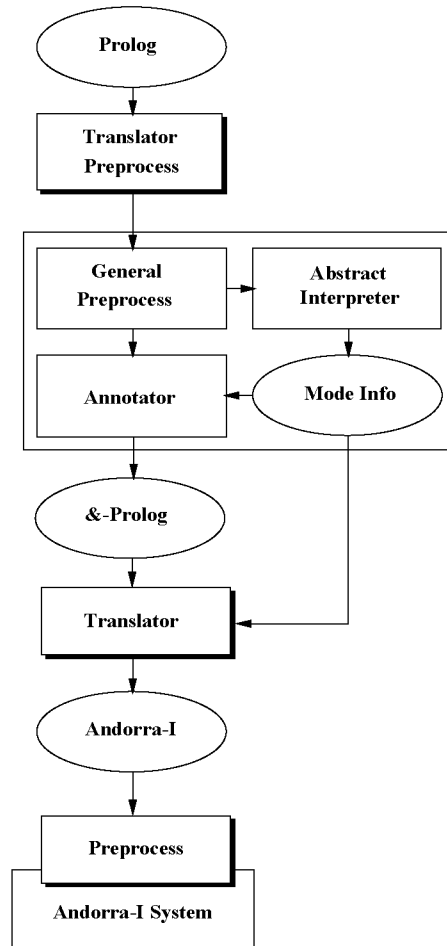 Prolog
Translator
Preprocess
General
Preprocess
Abstract
Interpreter
Annotator
Mode Info
&-Prolog
Translator
Andorra-I
Preprocess
Andorra-I System